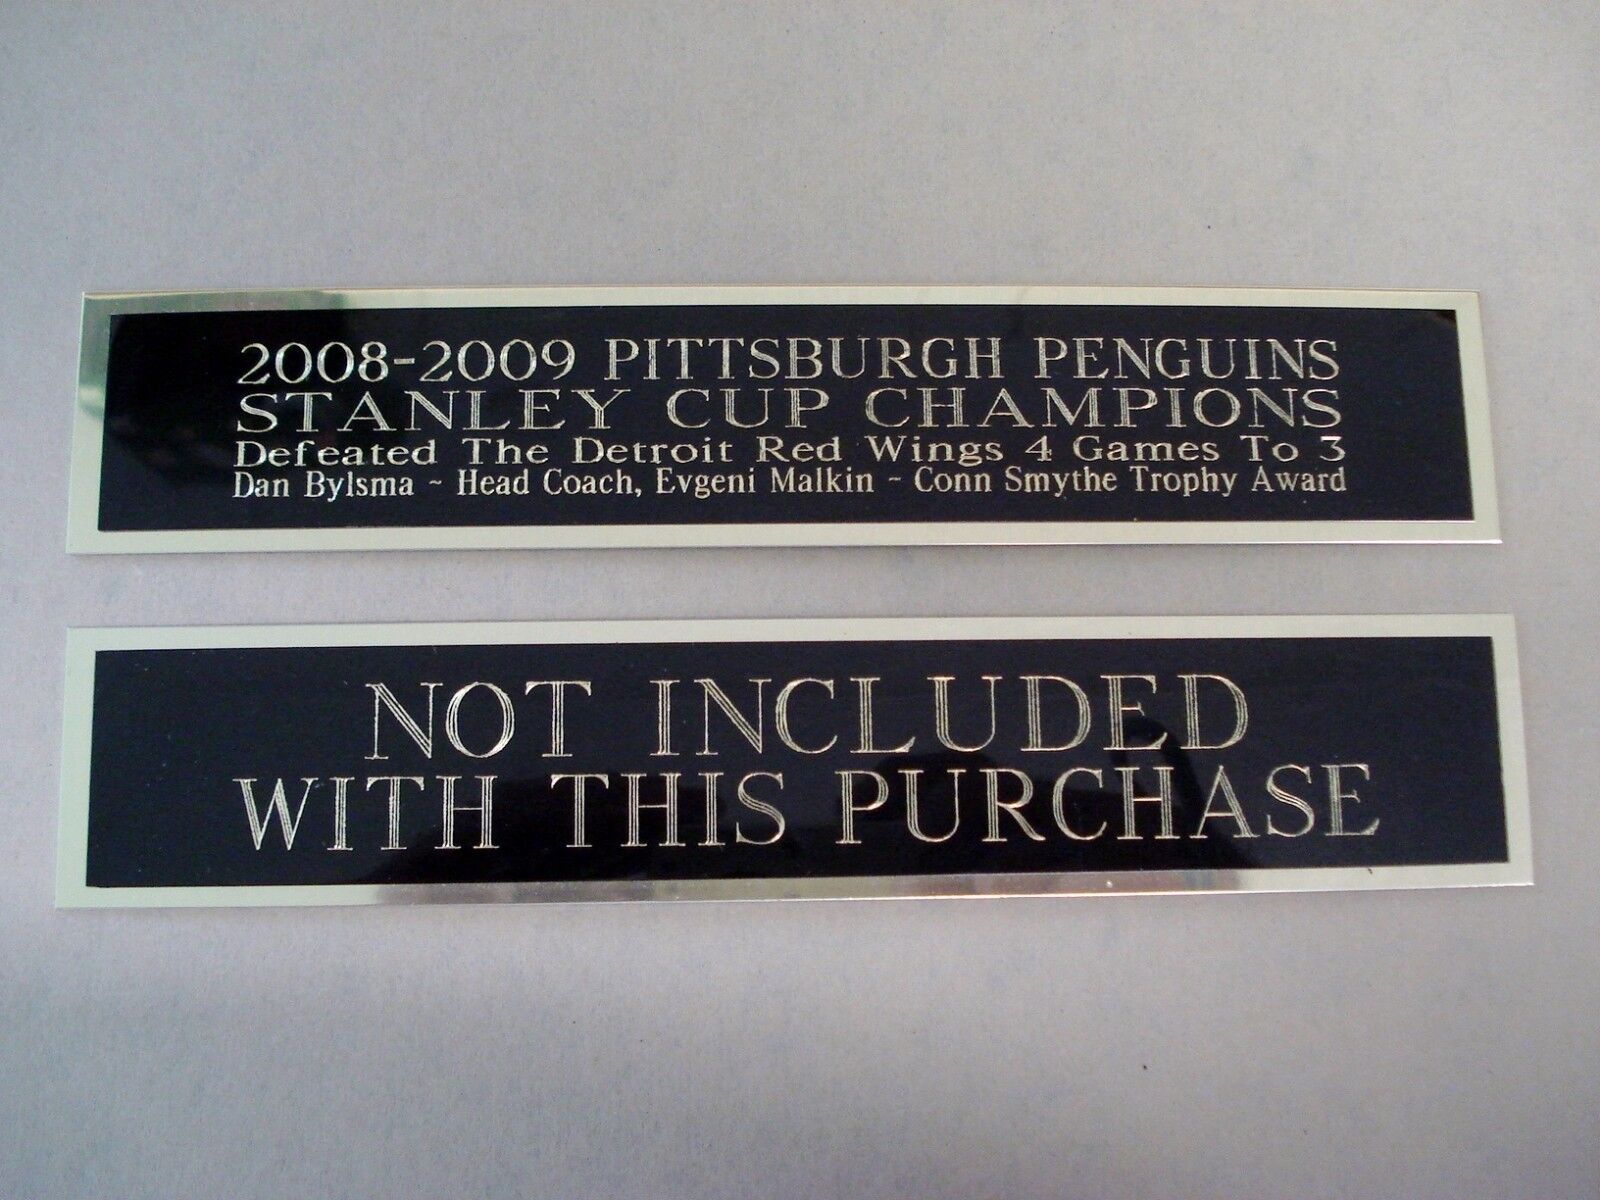 2008-2009 PITTSBURGH PENGUINS
STANLEY CUP CHAMPIONS
Defeated The Detroit Red Wings 4 Games To 3
Dan Bylsma ~ Head Coach, Evgeni Malkin ~ Conn Smythe Trophy Award
NOT INCLUDED
WITH THIS PURCHASE